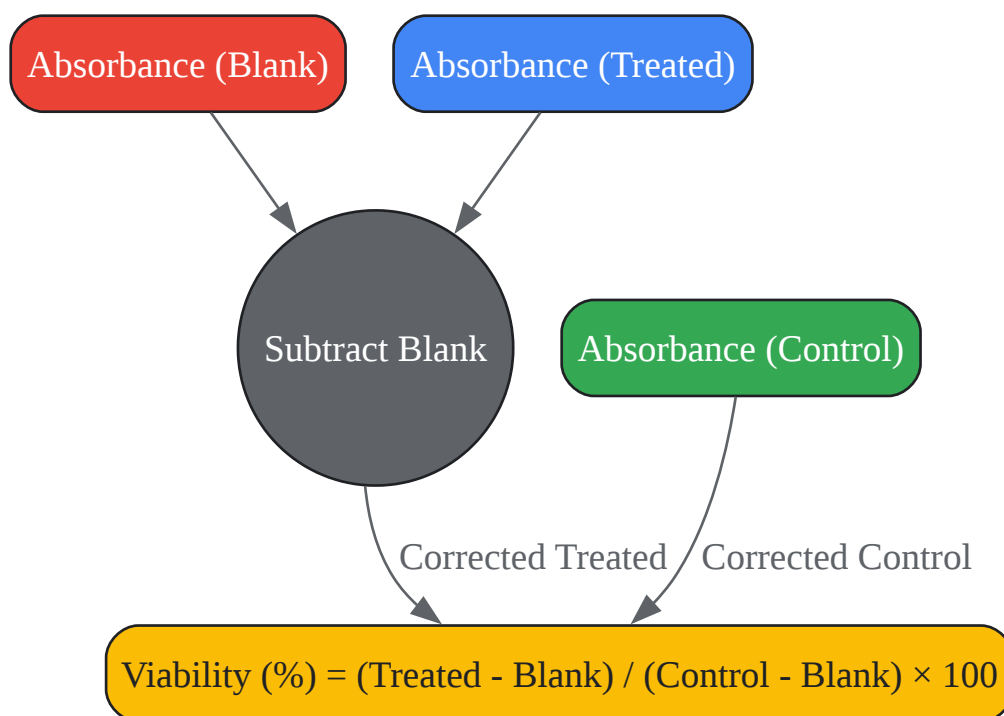 Absorbance (Blank)
Absorbance (Treated)
Subtract Blank
Absorbance (Control)
Corrected Treated
Corrected Control
Viability (%) = (Treated - Blank) / (Control - Blank) × 100